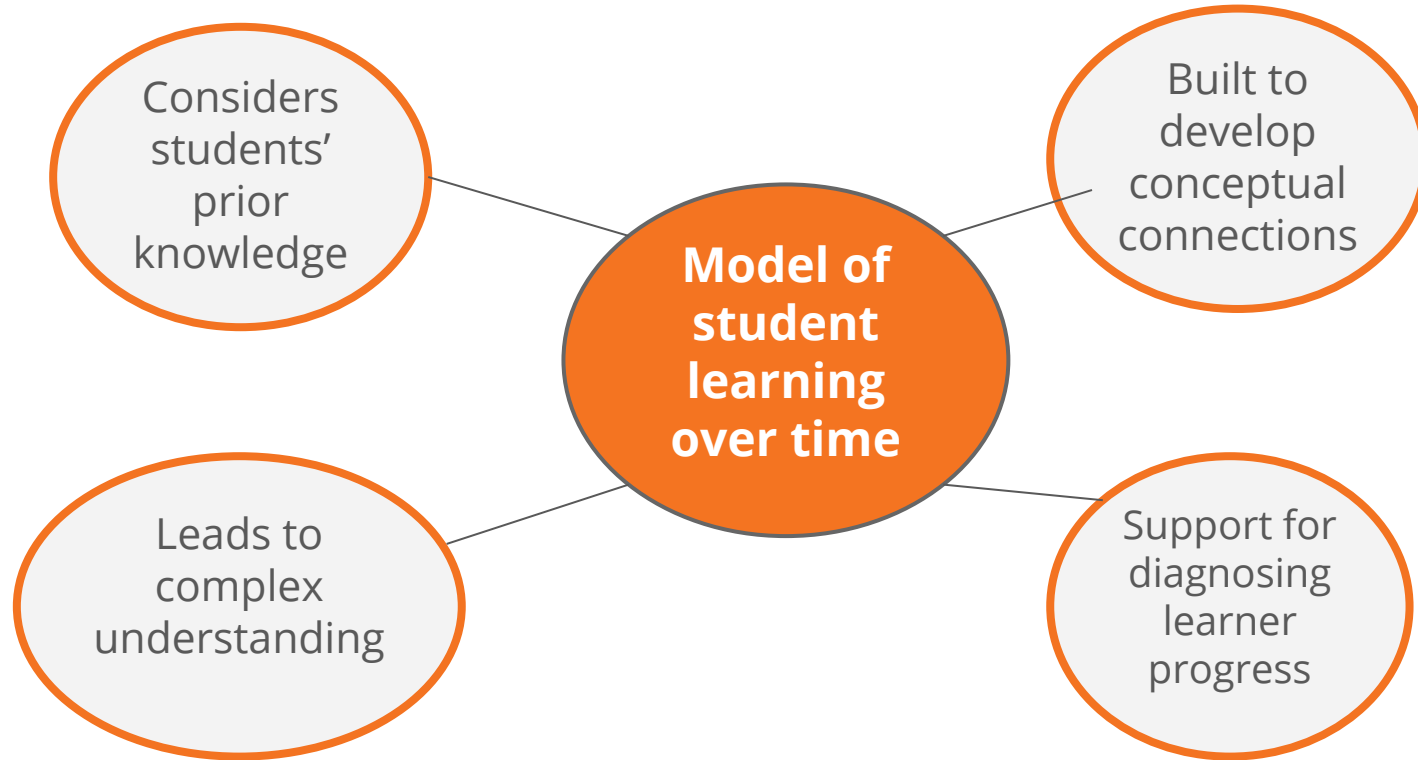 Considers
students’
prior
knowledge
Built to
develop
conceptual
connections
Model of
student
learning
over time
Leads to
complex
understanding
Support for
diagnosing
learner
progress